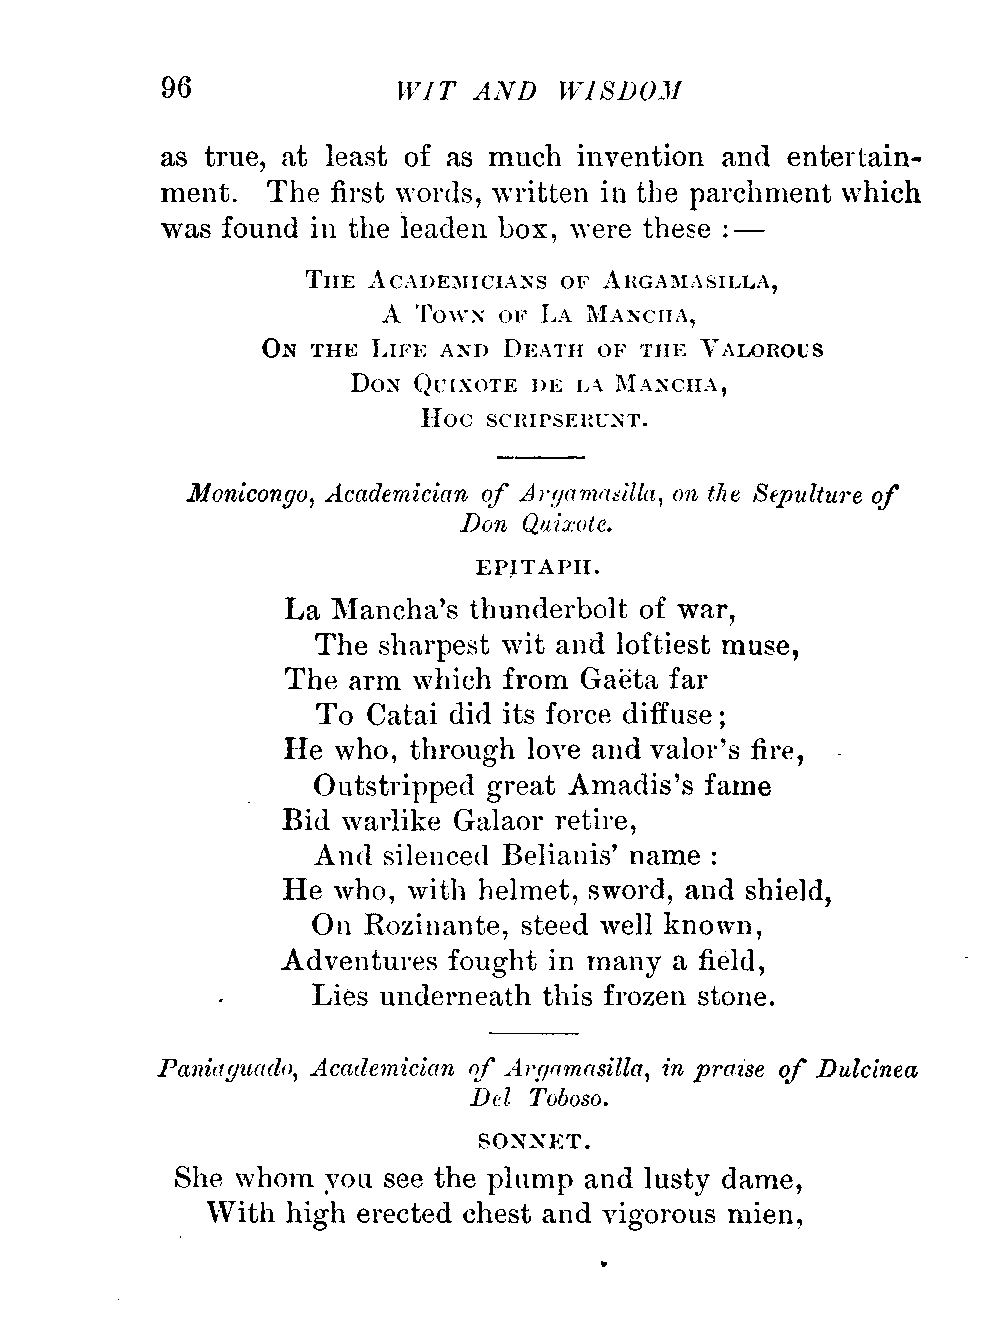 96 WIT AND WISDOM
as true, at least of as much invention and entertain-
ment. The first words, written in the parchment which
was found in the leaden box, were these :—
THE ACADEMICIANS OF ARGAMASILLA,
A TOWN OF LA MANCHA,
ON THE LIFE AND DEATH OF THE VALOROUS
DON QUIXOTE DE LA MANCHA,
HOC SCRIPSERUNT.
Monicongo, Academician of Argamasilla, on the Sepulture of
Don Quixote.
EPITAPH.
La Mancha's thunderbolt of war,
The sharpest wit and loftiest muse,
The arm which from Gaëta far
To Catai did its force diffuse;
He who, through love and valor's fire,
Outstripped great Amadis's fame
Bid warlike Galaor retire,
And silenced Belianis' name :
He who, with helmet, sword, and shield,
On Rozinante, steed well known,
Adventures fought in many a field,
Lies underneath this frozen stone.
Paniaguado, Academician of Argamasilla, in praise of Dulcinea
Del Toboso.
SONNET.
She whom you see the plump and lusty dame,
With high erected chest and vigorous mien,